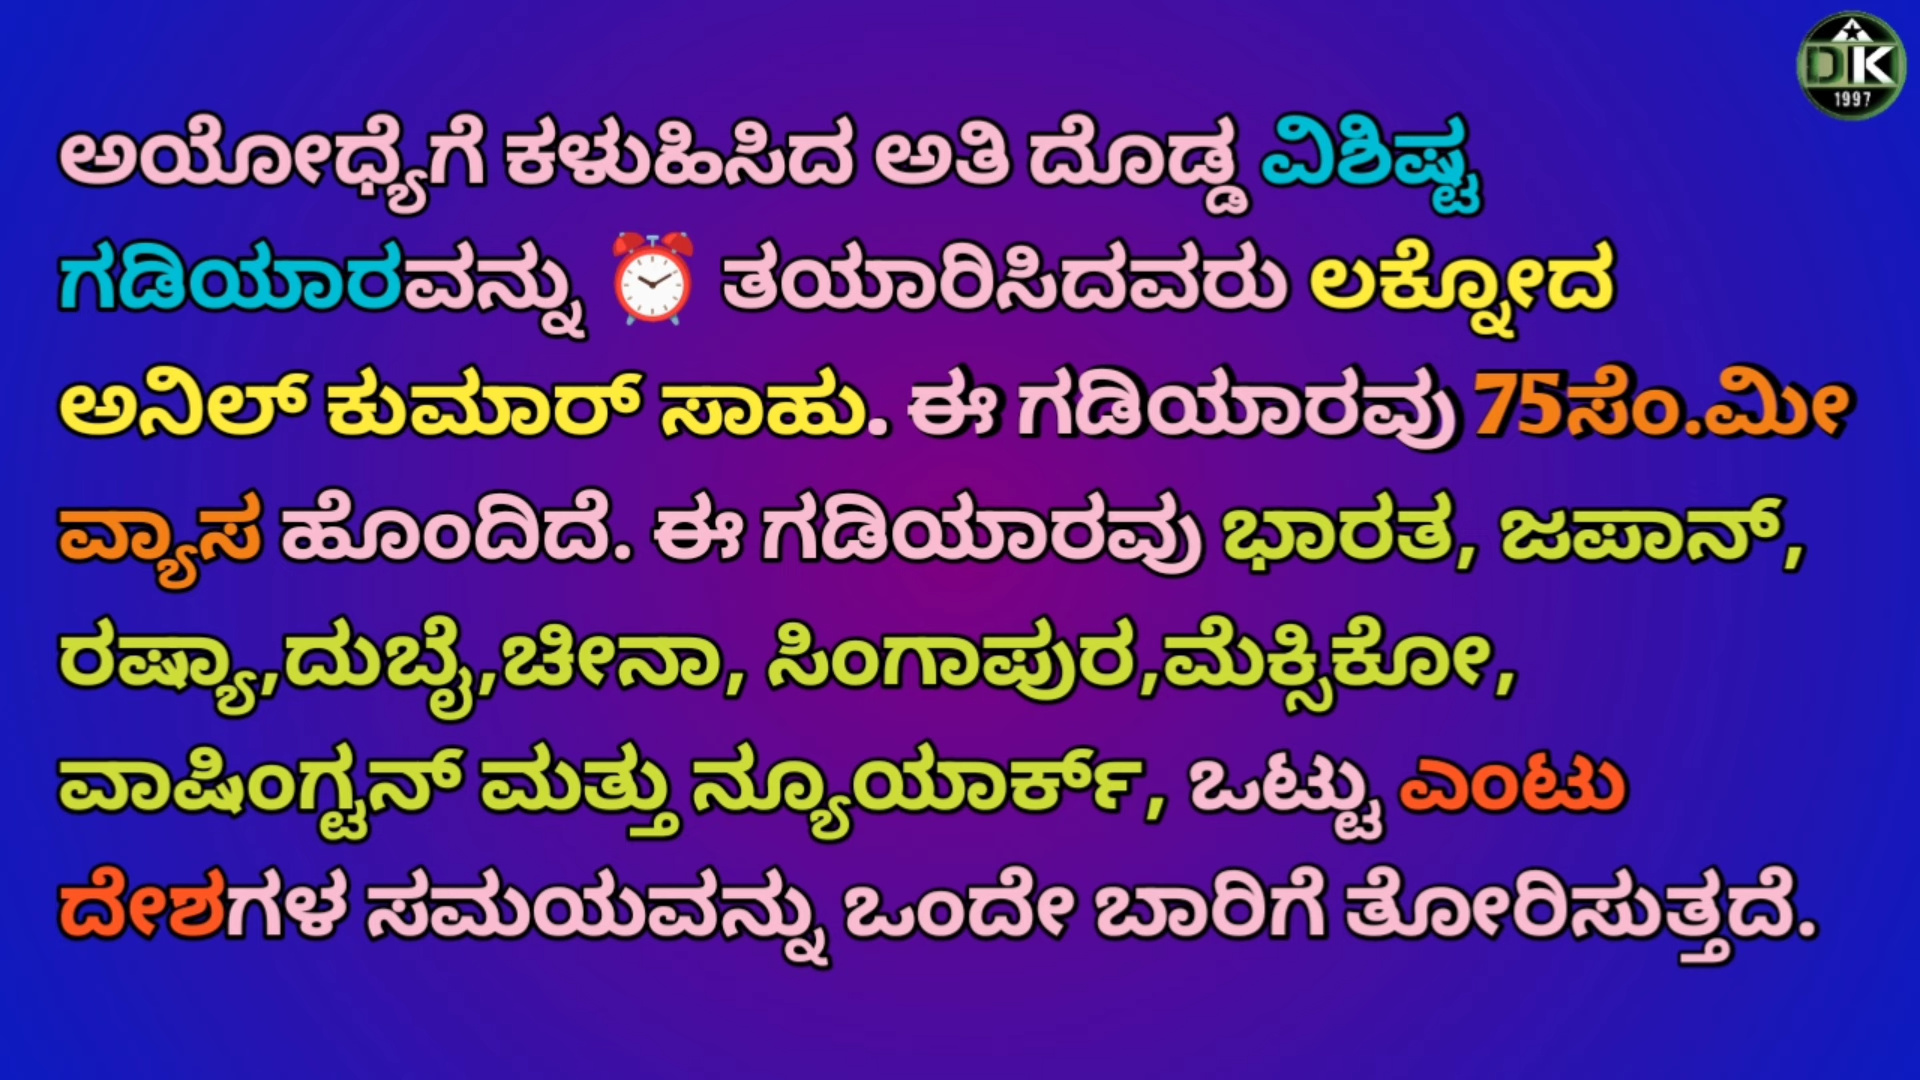 DK
1997
ಅಯೋಧ್ಯೆಗೆ ಕಳುಹಿಸಿದ ಅತಿ ದೊಡ್ಡ ವಿಶಿಷ್ಟ
ಗಡಿಯಾರವನ್ನು ⏰ ತಯಾರಿಸಿದವರು ಲಕ್ನೋದ
ಅನಿಲ್ ಕುಮಾರ್ ಸಾಹು. ಈ ಗಡಿಯಾರವು 75ಸೆಂ.ಮೀ
ವ್ಯಾಸ ಹೊಂದಿದೆ. ಈ ಗಡಿಯಾರವು ಭಾರತ, ಜಪಾನ್,
ರಷ್ಯಾ,ದುಬೈ,ಚೀನಾ, ಸಿಂಗಾಪುರ,ಮೆಕ್ಸಿಕೋ,
ವಾಷಿಂಗ್ಟನ್ ಮತ್ತು ನ್ಯೂಯಾರ್ಕ್, ಒಟ್ಟು ಎಂಟು
ದೇಶಗಳ ಸಮಯವನ್ನು ಒಂದೇ ಬಾರಿಗೆ ತೋರಿಸುತ್ತದೆ.